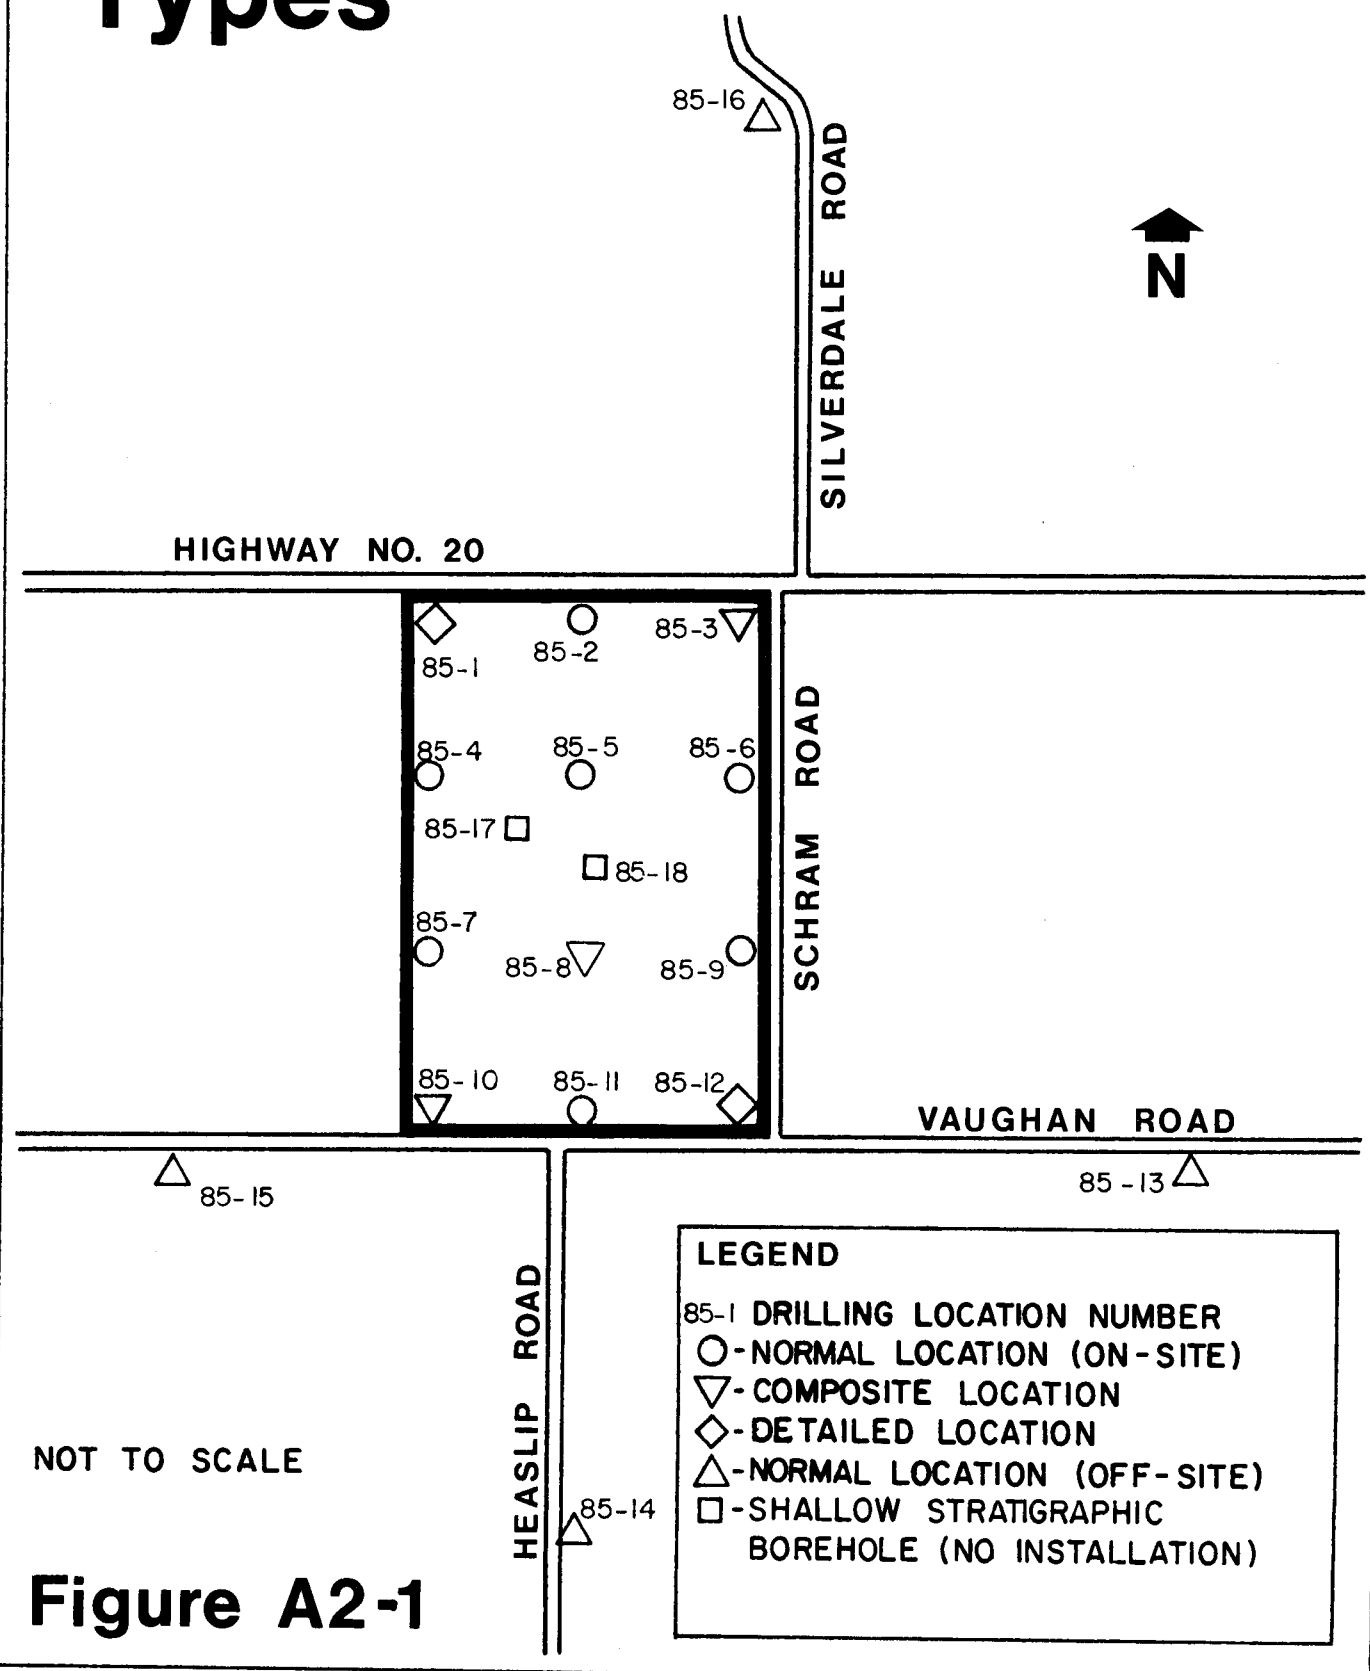 Types
85-16
SILVERDALE ROAD
N
HIGHWAY NO. 20
85-1
85-2
85-3
85-4
85-5
85-6
SCHRAM ROAD
85-17
85-18
85-7
85-8
85-9
85-10
85-11
85-12
VAUGHAN ROAD
85-15
85-13
HEASLIP ROAD
85-14
LEGEND
85-1 DRILLING LOCATION NUMBER
-NORMAL LOCATION (ON-SITE)
-COMPOSITE LOCATION
-DETAILED LOCATION
-NORMAL LOCATION (OFF-SITE)
-SHALLOW STRATIGRAPHIC
BOREHOLE (NO INSTALLATION)
NOT TO SCALE
Figure A2-1